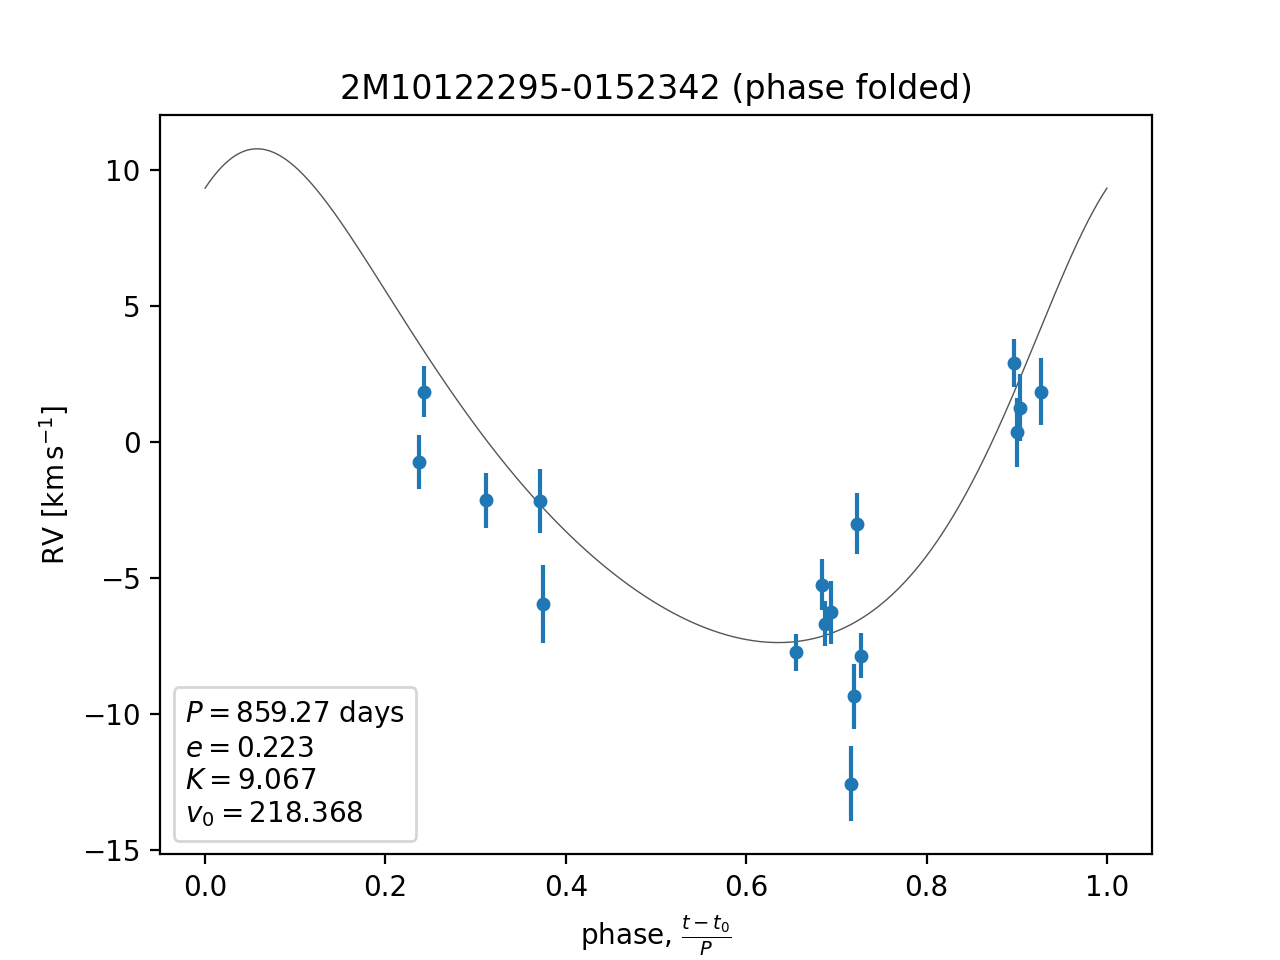 2M10122295-0152342 (phase folded)
RV [km s⁻¹]
10
5
0
−5
−10
−15
P = 859.27 days
e = 0.223
K = 9.067
v₀ = 218.368
0.0 0.2 0.4 0.6 0.8 1.0
phase, (t − t₀)/P